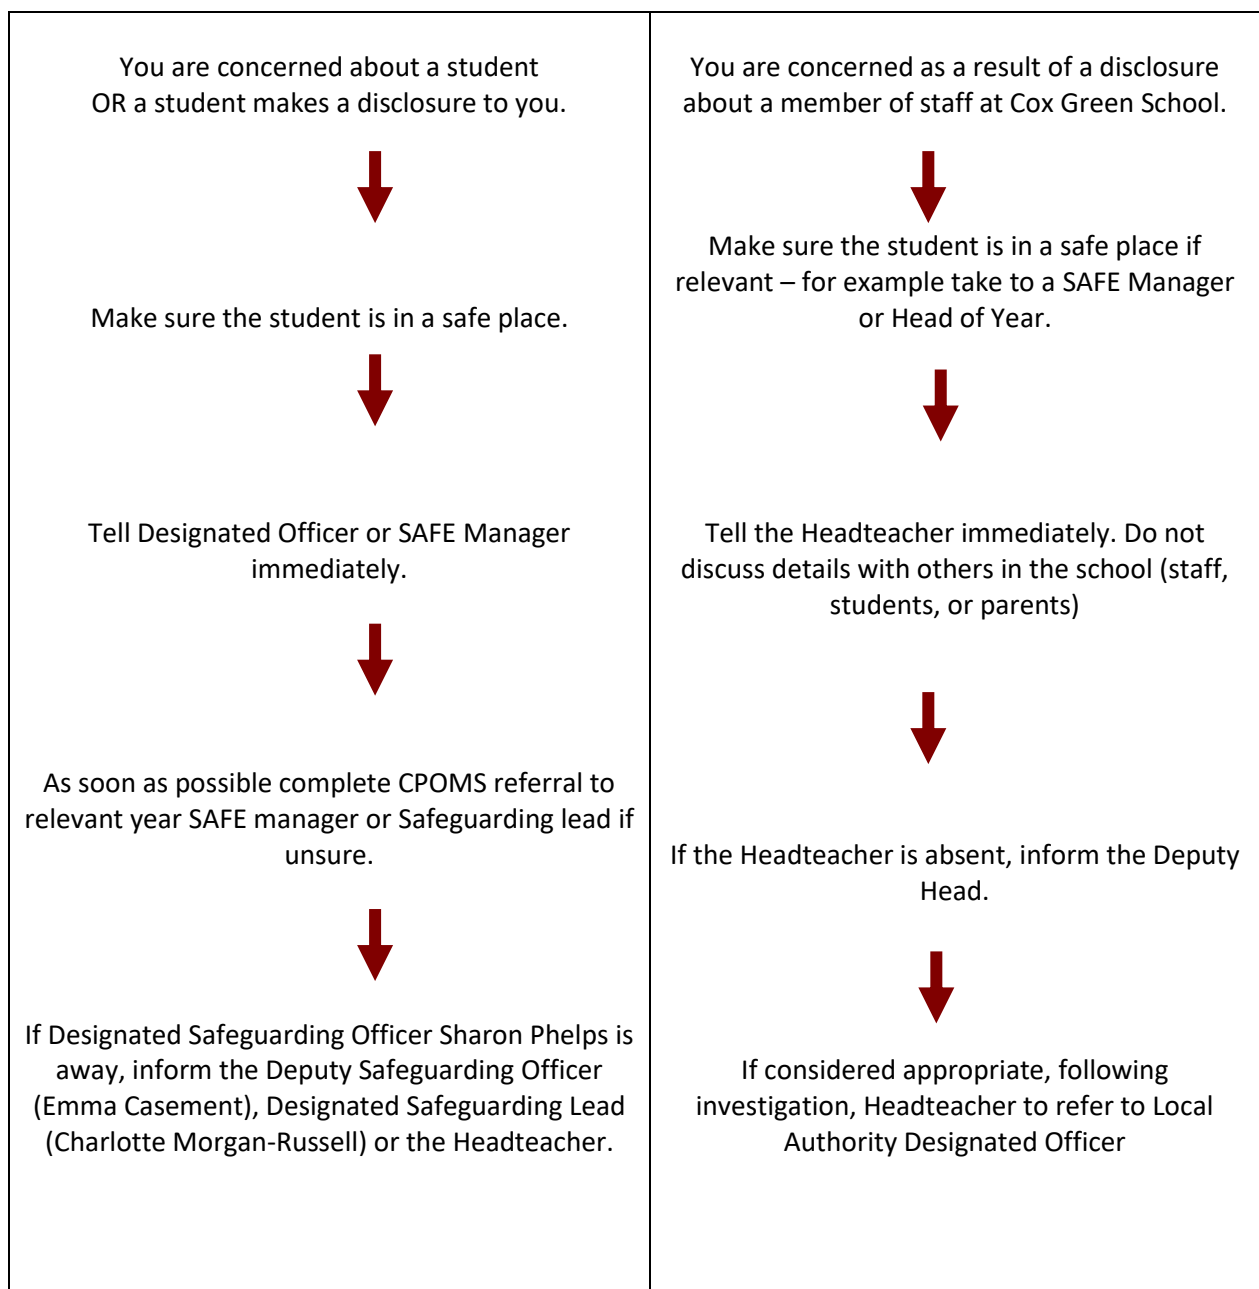 You are concerned about a student
OR a student makes a disclosure to you.
Make sure the student is in a safe place.
Tell Designated Officer or SAFE Manager
immediately.
As soon as possible complete CPOMS referral to
relevant year SAFE manager or Safeguarding lead if
unsure.
If Designated Safeguarding Officer Sharon Phelps is
away, inform the Deputy Safeguarding Officer
(Emma Casement), Designated Safeguarding Lead
(Charlotte Morgan-Russell) or the Headteacher.
You are concerned as a result of a disclosure
about a member of staff at Cox Green School.
Make sure the student is in a safe place if
relevant – for example take to a SAFE Manager
or Head of Year.
Tell the Headteacher immediately. Do not
discuss details with others in the school (staff,
students, or parents)
If the Headteacher is absent, inform the Deputy
Head.
If considered appropriate, following
investigation, Headteacher to refer to Local
Authority Designated Officer